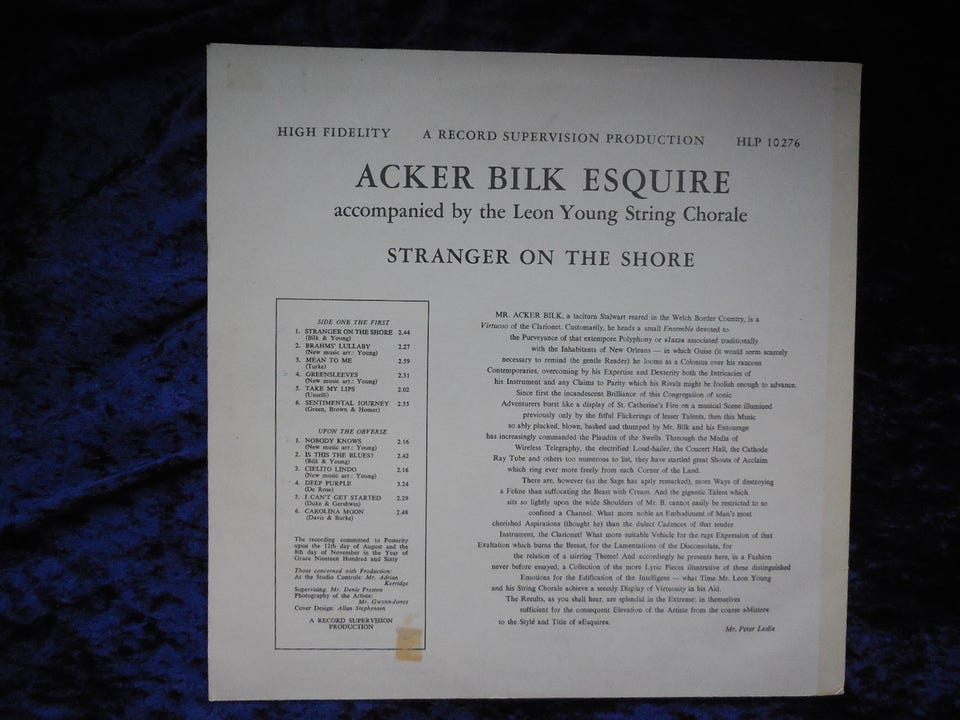 HIGH FIDELITY A RECORD SUPERVISION PRODUCTION HLP 10276
ACKER BILK ESQUIRE
accompanied by the Leon Young String Chorale
STRANGER ON THE SHORE
SIDE ONE THE FIRST
1. STRANGER ON THE SHORE 2.44
(Bilk & Young)
2. BRAHMS' LULLABY 2.27
(New music arr.: Young)
3. MEAN TO ME 2.59
(Turke)
4. GREENSLEEVES 2.31
(New music arr.: Young)
5. TAKE MY LIPS 2.02
(Usselli)
6. SENTIMENTAL JOURNEY 2.35
(Green, Brown & Homer)
UPON THE OBVERSE
1. NOBODY KNOWS 2.16
(New music arr.: Young)
2. IS THIS THE BLUES? 2.42
(Bilk & Young)
3. CIELITO LINDO 2.16
(New music arr.: Young)
4. DEEP PURPLE 3.24
(De Rose)
5. I CAN'T GET STARTED 2.29
(Duke & Gershwin)
6. CAROLINA MOON 2.48
(Davis & Burke)
The recording committed to Posterity
upon the 12th day of August and the
8th day of November in the Year of
Grace Nineteen Hundred and Sixty
Those concerned with Production:
At the Studio Controls: Mr. Adrian
Kerridge
Supervising: Mr. Denis Preston
Photography of the Artiste:
Mr. Gwynn-Jones
Cover Design: Allan Stephenson
A RECORD SUPERVISION
PRODUCTION
MR. ACKER BILK, a taciturn Stalwart reared in the Welch Border Country, is a
Virtuoso of the Clarionet. Customarily, he heads a small Ensemble devoted to
the Purveyance of that extempore Polyphony or »Jazz« associated traditionally
with the Inhabitants of New Orleans — in which Guise (it would seem scarcely
necessary to remind the gentle Reader) he looms as a Colossus over his raucous
Contemporaries, overcoming by his Expertise and Dexterity both the Intricacies of
his Instrument and any Claims to Parity which his Rivals might be foolish enough to advance.
Since first the incandescent Brilliance of this Congregation of sonic
Adventurers burst like a display of St. Catherine's Fire on a musical Scene illumined
previously only by the fitful Flickerings of lesser Talents, then this Music
so ably plucked, blown, bashed and thumped by Mr. Bilk and his Entourage
has increasingly commanded the Plaudits of the Swells. Through the Media of
Wireless Telegraphy, the electrified Loud-hailer, the Concert Hall, the Cathode
Ray Tube and others too numerous to list, they have startled great Shouts of Acclaim
which ring ever more freely from each Corner of the Land.
There are, however (as the Sage has aptly remarked), more Ways of destroying
a Feline than suffocating the Beast with Cream. And the gigantic Talent which
sits so lightly upon the wide Shoulders of Mr. B. cannot easily be restricted to so
confined a Channel. What more noble an Embodiment of Man's most
cherished Aspirations (thought he) than the dulcet Cadences of that tender
Instrument, the Clarionet! What more suitable Vehicle for the rapt Expression of that
Exaltation which burns the Breast, for the Lamentations of the Disconsolate, for
the relation of a stirring Theme! And accordingly he presents here, in a Fashion
never before essayed, a Collection of the more Lyric Pieces illustrative of these distinguished
Emotions for the Edification of the Intelligent — what Time Mr. Leon Young
and his String Chorale achieve a seemly Display of Virtuosity in his Aid.
The Results, as you shall hear, are splendid in the Extreme: in themselves
sufficient for the consequent Elevation of the Artiste from the coarse »Mister«
to the Style and Title of »Esquire«.
Mr. Peter Leslie